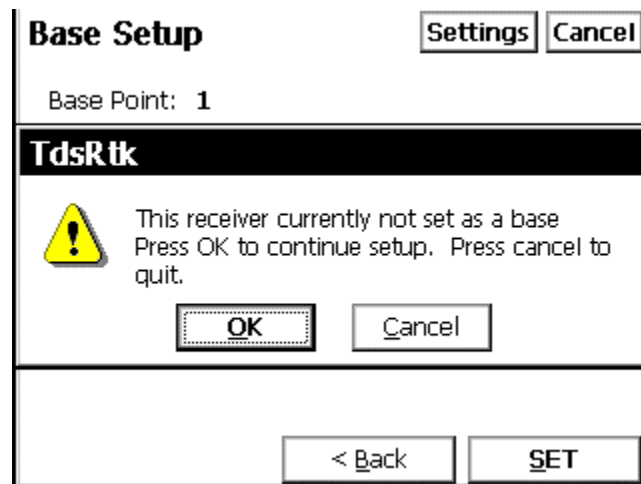 Base Setup Settings Cancel
Base Point: 1
TdsRtk
This receiver currently not set as a base
Press OK to continue setup. Press cancel to
quit.
OK Cancel
< Back SET